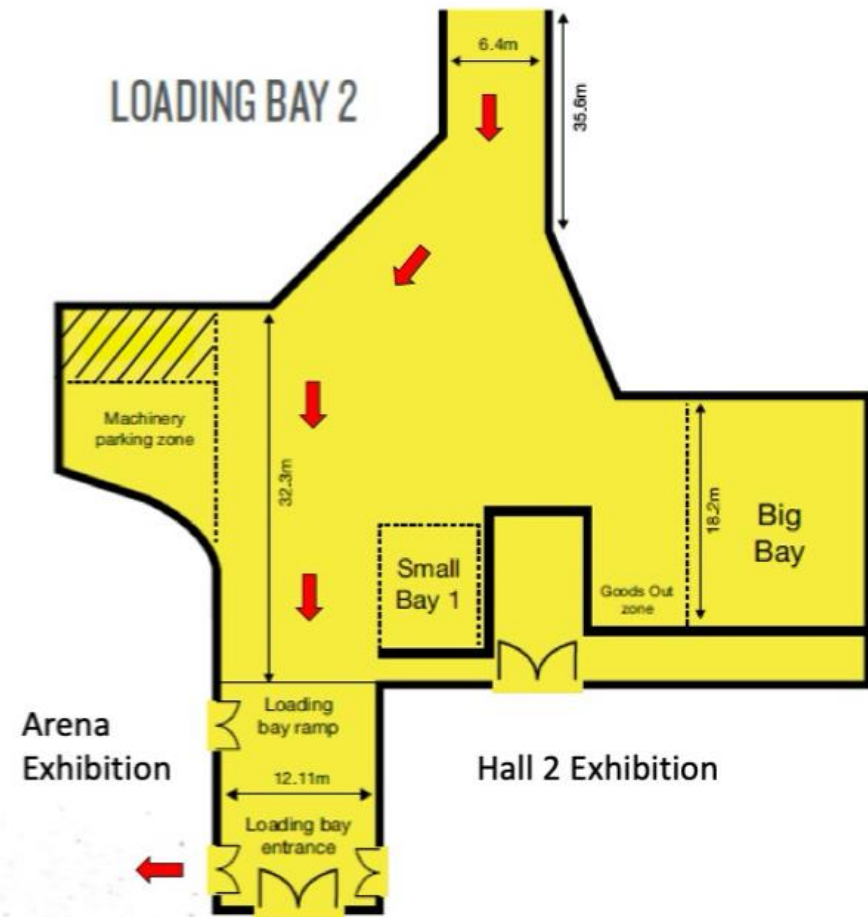 6.4m
LOADING BAY 2
35.6m
Machinery
parking zone
32.3m
18.2m
Big
Bay
Small
Bay 1
Goods Out
zone
Loading
bay ramp
Arena
Exhibition
Hall 2 Exhibition
12.11m
Loading bay
entrance